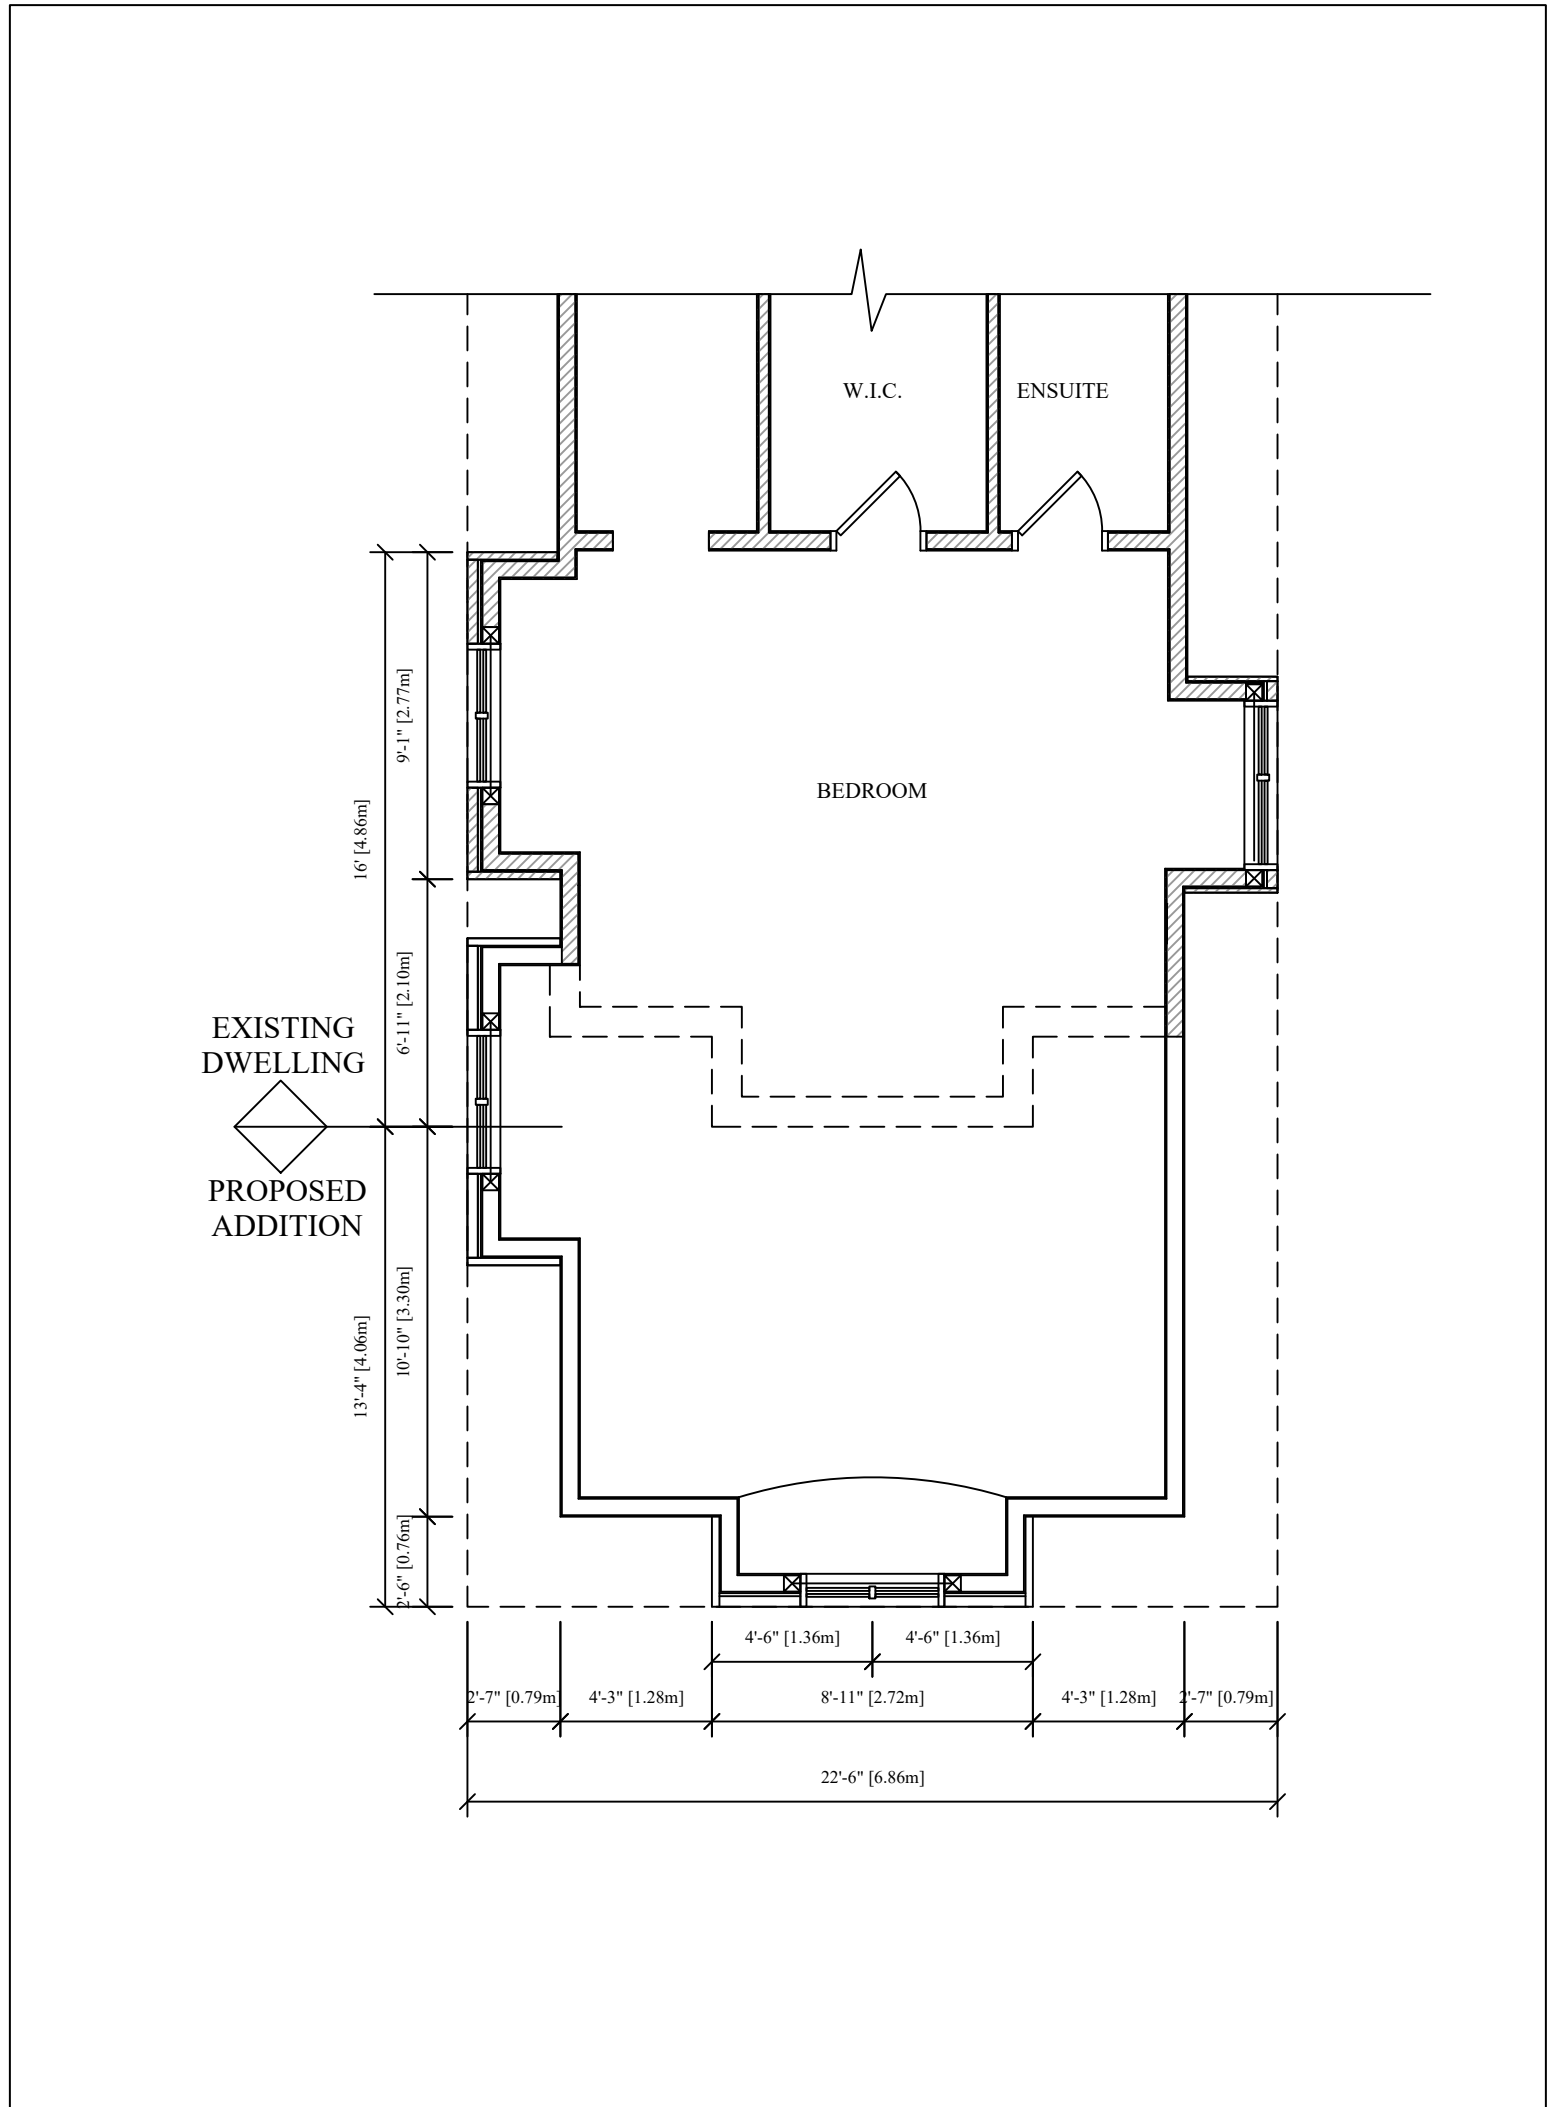 W.I.C.
ENSUITE
9'-1" [2.77m]
BEDROOM
16' [4.86m]
6'-11" [2.10m]
EXISTING
DWELLING
PROPOSED
ADDITION
10'-10" [3.30m]
13'-4" [4.06m]
2'-6" [0.76m]
4'-6" [1.36m] 4'-6" [1.36m]
2'-7" [0.79m] 4'-3" [1.28m] 8'-11" [2.72m] 4'-3" [1.28m] 2'-7" [0.79m]
22'-6" [6.86m]